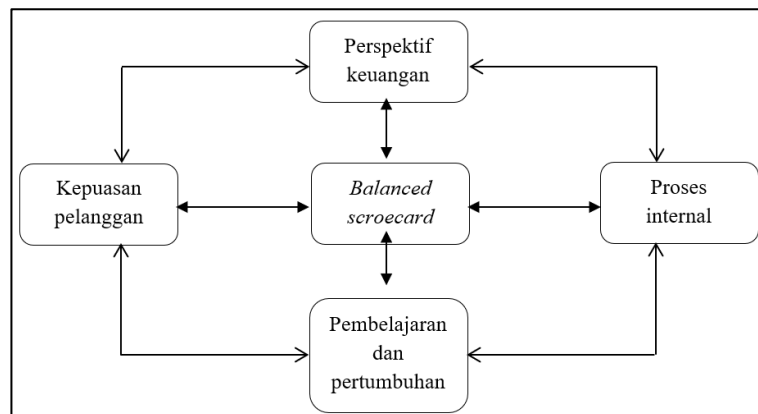 Perspektif
keuangan
Kepuasan
pelanggan
Balanced
scroecard
Proses
internal
Pembelajaran
dan
pertumbuhan